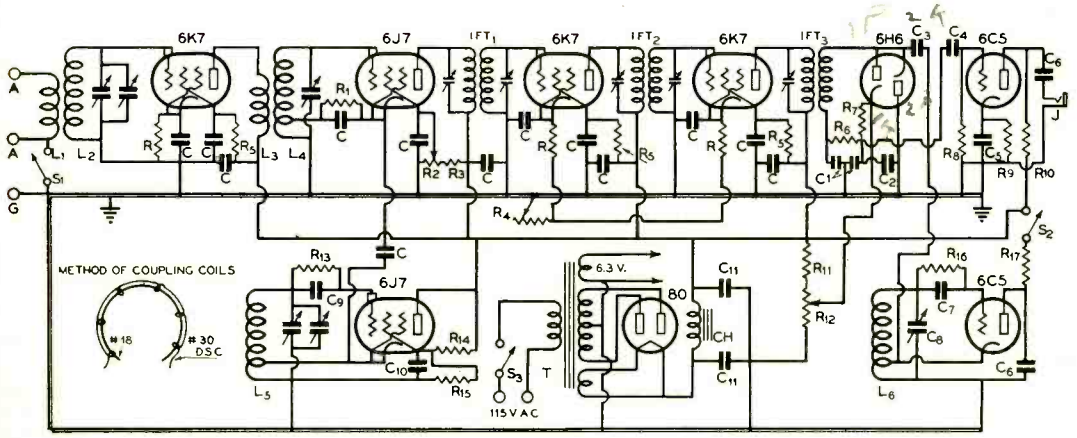 6K7
6J7
IFT1
6K7
IFT2
6K7
IFT3
6H6
C3
C4
6C5
C6
A
A
G
L1
L2
S1
R
C
C
R5
C
L3
L4
R1
C
C
R2
R3
C
C
R
C
R5
C
R4
C
R
C
R5
C
R7
R6
C1
C2
R8
C5
R9
R10
J
S2
R17
METHOD OF COUPLING COILS
#18
#30
DSC
R13
C9
C
6J7
R14
C10
R15
L5
S3
115 V A C
T
6.3 V.
80
C11
CH
C11
R11
R12
R16
C7
C8
6C5
L6
C6